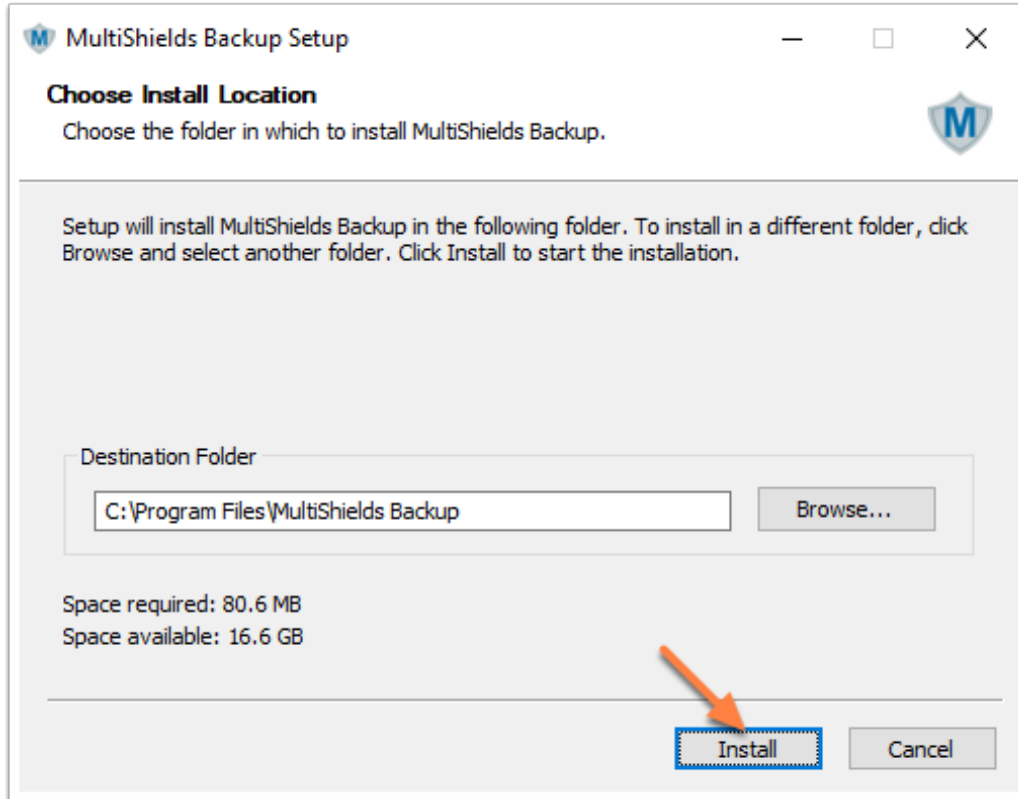 MultiShields Backup Setup
Choose Install Location
Choose the folder in which to install MultiShields Backup.
M
Setup will install MultiShields Backup in the following folder. To install in a different folder, click
Browse and select another folder. Click Install to start the installation.
Destination Folder
C:\Program Files\MultiShields Backup
Browse...
Space required: 80.6 MB
Space available: 16.6 GB
Install
Cancel